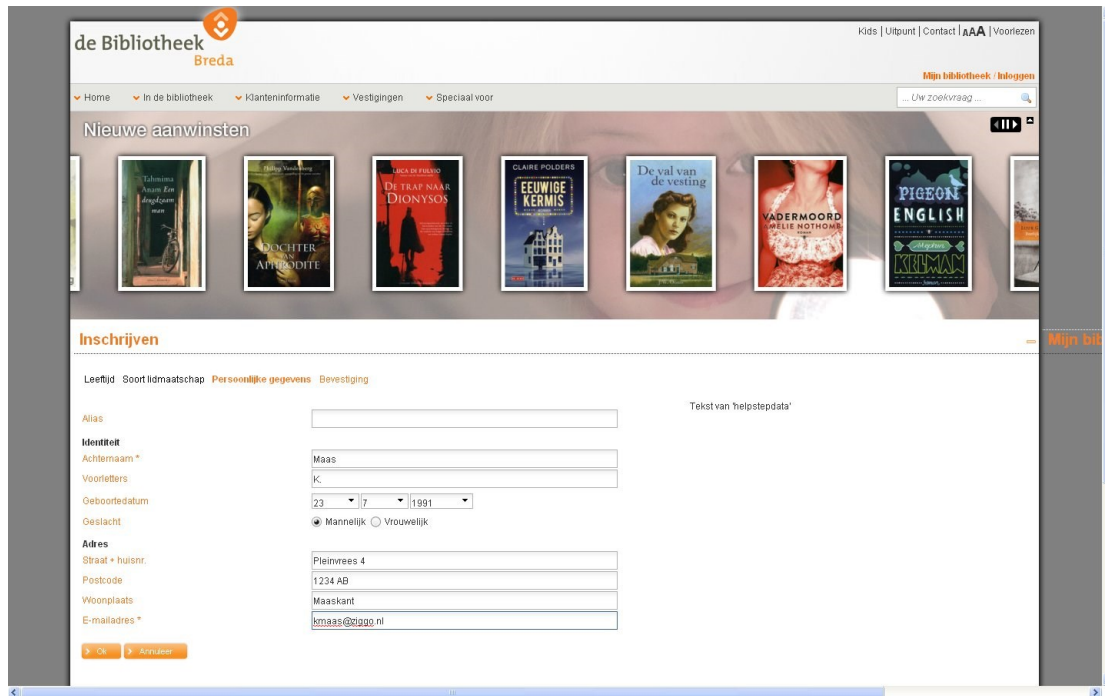 de Bibliotheek
Breda
Kids | Uitpunt | Contact | AAA | Voorlezen
Mijn bibliotheek / Inloggen
Home In de bibliotheek Klanteninformatie Vestigingen Speciaal voor
... Uw zoekvraag ...
Nieuwe aanwinsten
Tahmima
Anam Een
deugdzaam
man
Philipp Vandenberg
DOCHTER
VAN
APHRODITE
LUCA DI FULVIO
DE TRAP NAAR
DIONYSOS
CLAIRE POLDERS
EEUWIGE
KERMIS
De val van
de vesting
VADERMOORD
AMELIE NOTHOMB
PIGEON
ENGLISH
Stephen
KELMAN
Inschrijven
Mijn bib
Leeftijd Soort lidmaatschap Persoonlijke gegevens Bevestiging
Tekst van 'helpstepdata'
Alias
Identiteit
Achternaam * Maas
Voorletters K.
Geboortedatum 23 7 1991
Geslacht Mannelijk Vrouwelijk
Adres
Straat + huisnr. Pleinvrees 4
Postcode 1234 AB
Woonplaats Maaskant
E-mailadres * kmaas@ziggo.nl
Ok Annuleer